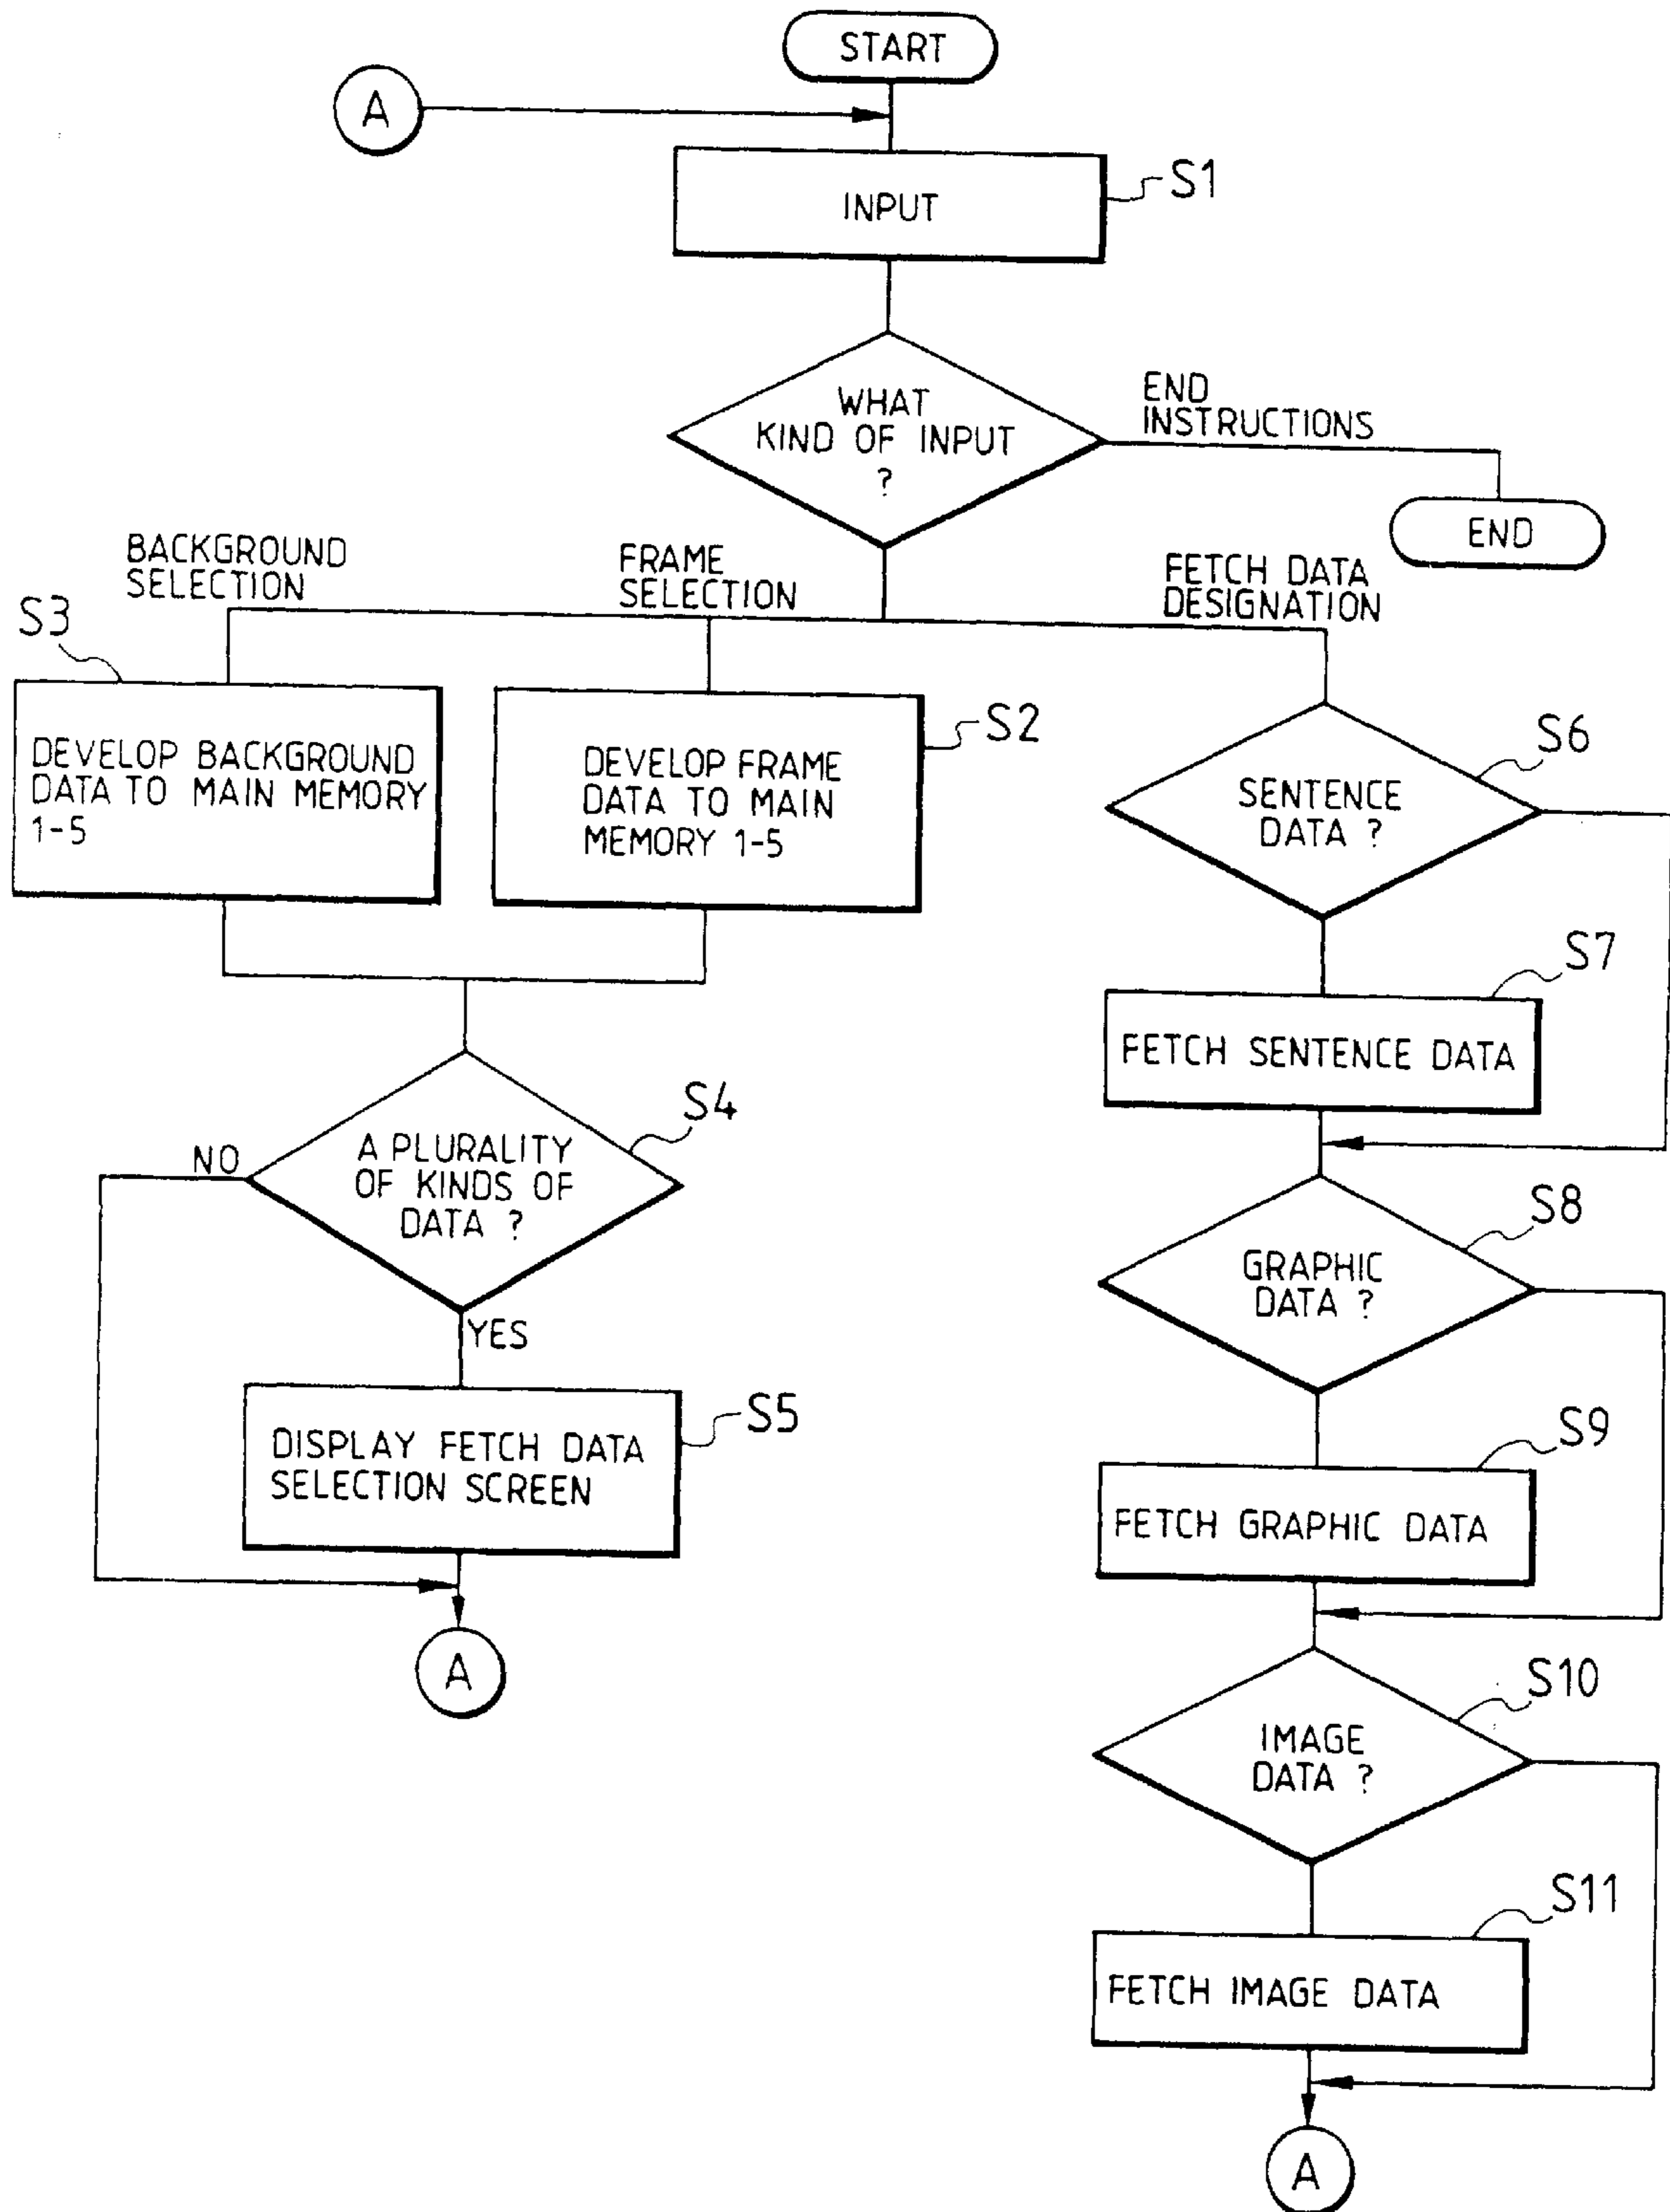 START
A
S1
INPUT
WHAT
KIND OF INPUT
?
END
INSTRUCTIONS
END
BACKGROUND
SELECTION
FRAME
SELECTION
FETCH DATA
DESIGNATION
S3
DEVELOP BACKGROUND
DATA TO MAIN MEMORY
1-5
S2
DEVELOP FRAME
DATA TO MAIN
MEMORY 1-5
S4
A PLURALITY
OF KINDS OF
DATA ?
NO
YES
S5
DISPLAY FETCH DATA
SELECTION SCREEN
A
S6
SENTENCE
DATA ?
S7
FETCH SENTENCE DATA
S8
GRAPHIC
DATA ?
S9
FETCH GRAPHIC DATA
S10
IMAGE
DATA ?
S11
FETCH IMAGE DATA
A